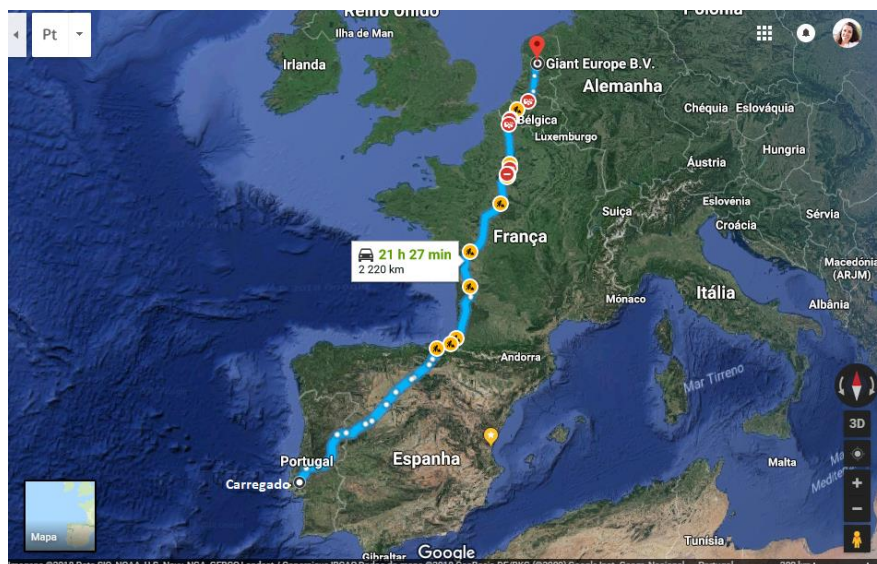 Reino Unido
Polónia
Pt
Ilha de Man
Irlanda
Giant Europe B.V.
Alemanha
Bélgica
Chéquia
Eslováquia
Luxemburgo
Hungria
Áustria
Eslovénia
Suíça
Sérvia
Croácia
França
21 h 27 min
2 220 km
Macedónia
(ARJM)
Itália
Mónaco
Albânia
Andorra
Mar Tirreno
3D
Portugal
Espanha
Malta
Carregado
Mapa
Tunísia
Gibraltar
Google